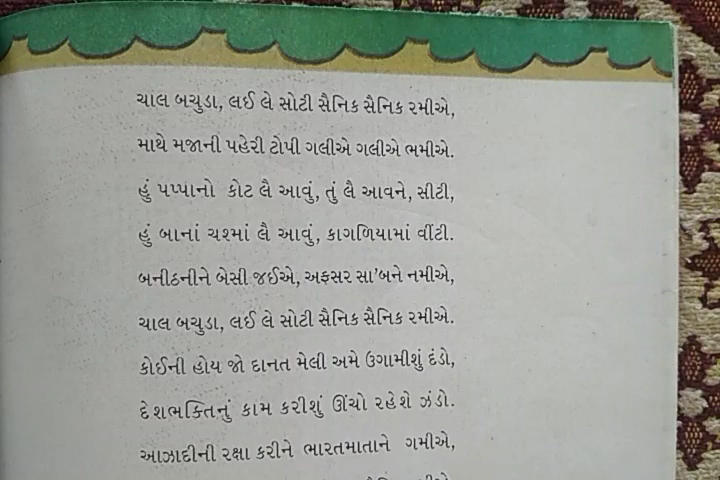 ચાલ બચુડા, લઈ લે સોટી સૈનિક સૈનિક રમીએ,
માથે મજાની પહેરી ટોપી ગલીએ ગલીએ ભમીએ.
હું પપ્પાનો કોટ લૈ આવું, તું લૈ આવને, સીટી,
હું બાનાં ચશ્માં લૈ આવું, કાગળિયામાં વીંટી.
બનીઠનીને બેસી જઈએ, અફસર સા'બને નમીએ,
ચાલ બચુડા, લઈ લે સોટી સૈનિક સૈનિક રમીએ.
કોઈની હોય જો દાનત મેલી અમે ઉગામીશું દંડો,
દેશભક્તિનું કામ કરીશું ઊંચો રહેશે ઝંડો.
આઝાદીની રક્ષા કરીને ભારતમાતાને ગમીએ,